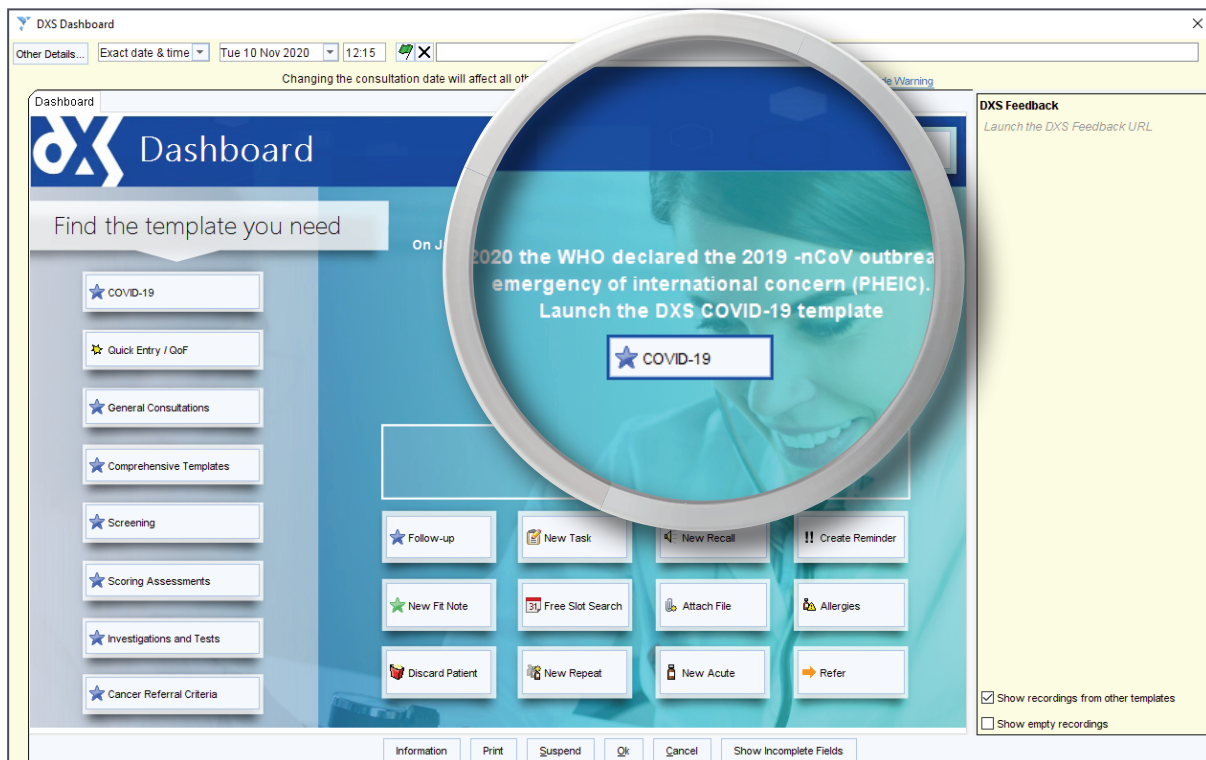 DXS Dashboard
Other Details... Exact date & time Tue 10 Nov 2020 12:15
Changing the consultation date will affect all Warning
Dashboard
dXS Dashboard
Find the template you need
On
2020 the WHO declared the 2019 -nCoV
emergency of international concern (PHEIC).
Launch the DXS COVID-19 template
COVID-19
COVID-19
Quick Entry / QoF
General Consultations
Comprehensive Templates
Screening
Scoring Assessments
Investigations and Tests
Cancer Referral Criteria
Follow-up New Task New Recall !! Create Reminder
New Fit Note 31 Free Slot Search Attach File Allergies
Discard Patient New Repeat New Acute Refer
DXS Feedback
Launch the DXS Feedback URL
Show recordings from other templates
Show empty recordings
Information Print Suspend Ok Cancel Show Incomplete Fields